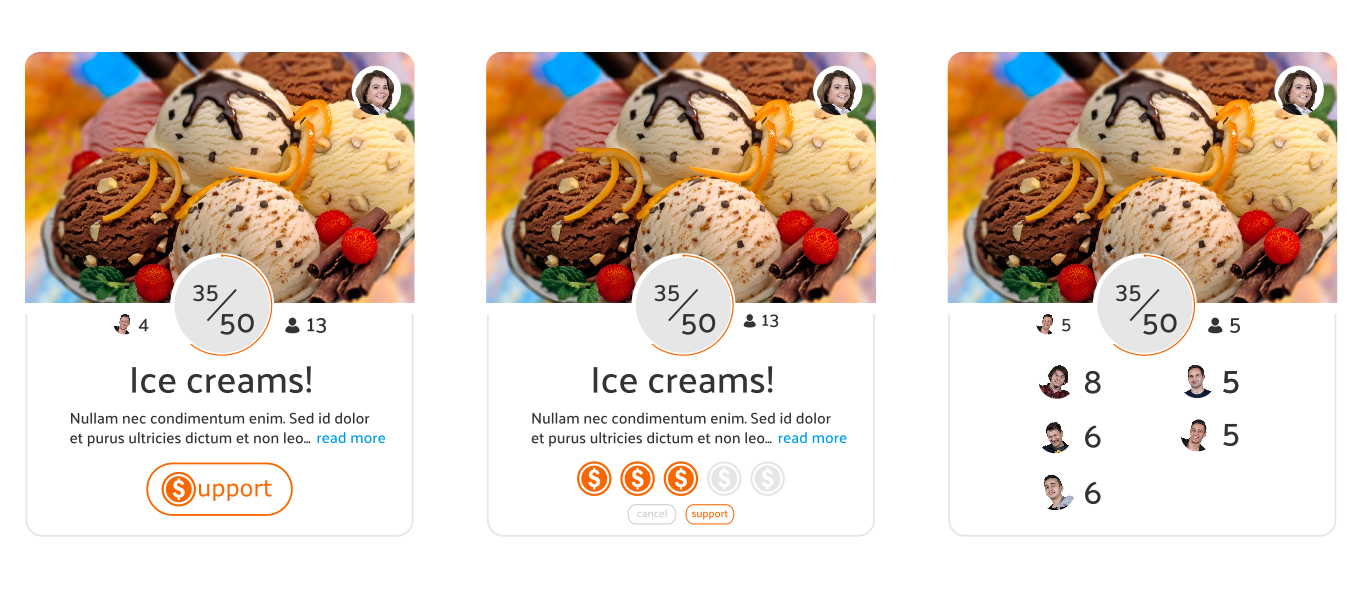 35/50
4
13
Ice creams!
Nullam nec condimentum enim. Sed id dolor
et purus ultricies dictum et non leo... read more
$upport
35/50
13
Ice creams!
Nullam nec condimentum enim. Sed id dolor
et purus ultricies dictum et non leo... read more
$ $ $ $ $
cancel support
35/50
5
5
8 5
6 5
6